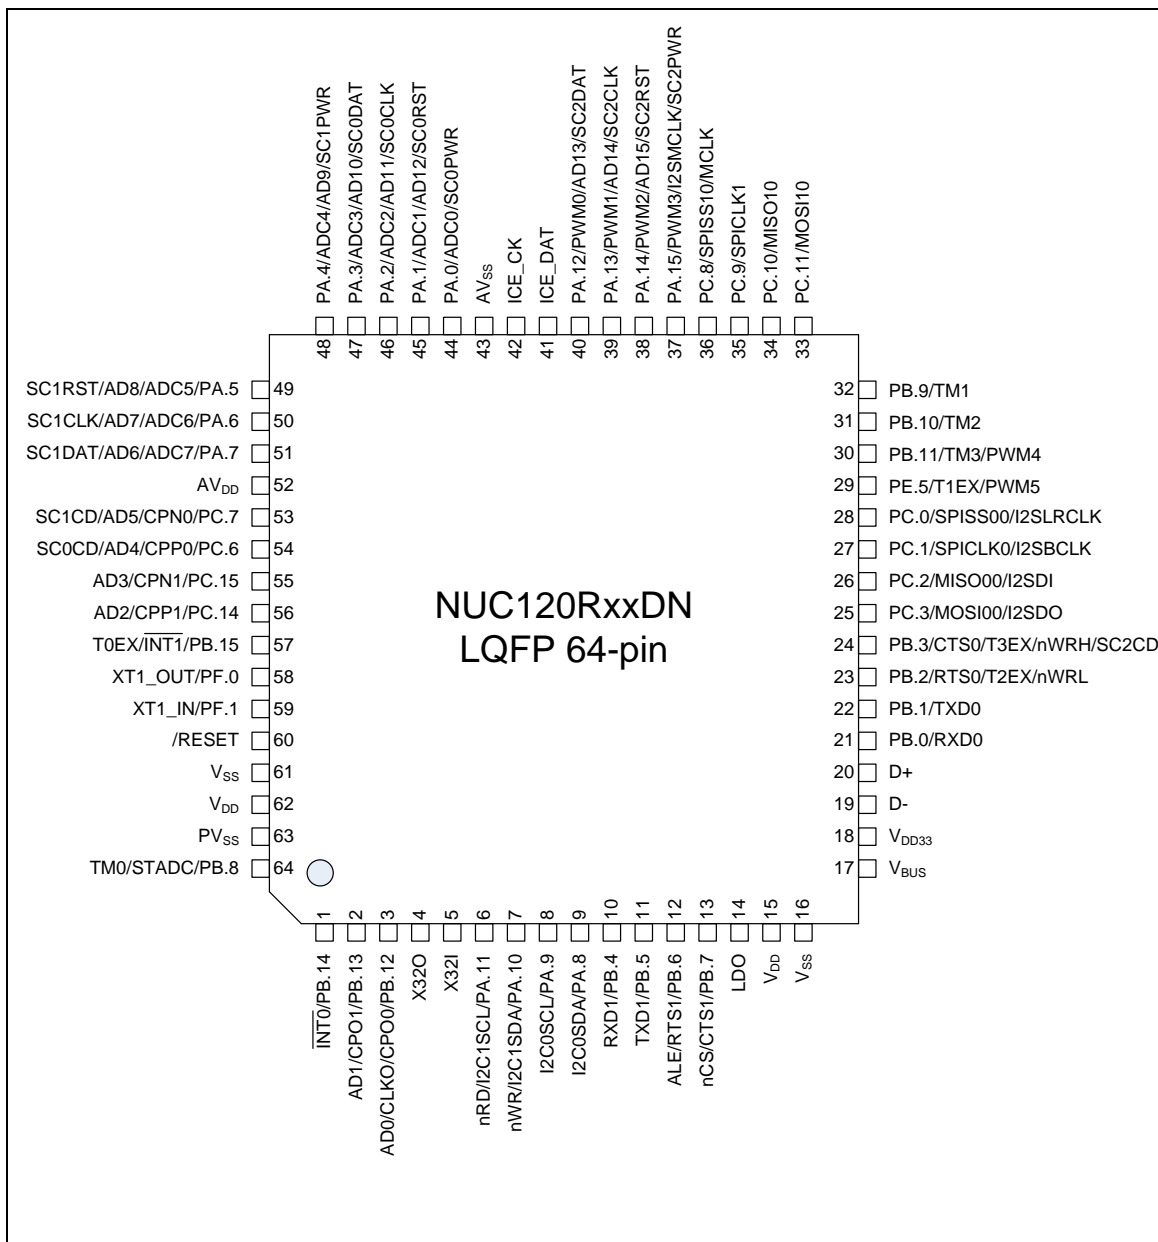 PA.4/ADC4/AD9/SC1PWR
PA.3/ADC3/AD10/SC0DAT
PA.2/ADC2/AD11/SC0CLK
PA.1/ADC1/AD12/SC0RST
PA.0/ADC0/SC0PWR
AVSS
ICE_CK
ICE_DAT
PA.12/PWM0/AD13/SC2DAT
PA.13/PWM1/AD14/SC2CLK
PA.14/PWM2/AD15/SC2RST
PA.15/PWM3/I2SMCLK/SC2PWR
PC.8/SPISS10/MCLK
PC.9/SPICLK1
PC.10/MISO10
PC.11/MOSI10
48 47 46 45 44 43 42 41 40 39 38 37 36 35 34 33
SC1RST/AD8/ADC5/PA.5 49
SC1CLK/AD7/ADC6/PA.6 50
SC1DAT/AD6/ADC7/PA.7 51
AVDD 52
SC1CD/AD5/CPN0/PC.7 53
SC0CD/AD4/CPP0/PC.6 54
AD3/CPN1/PC.15 55
AD2/CPP1/PC.14 56
T0EX/INT1/PB.15 57
XT1_OUT/PF.0 58
XT1_IN/PF.1 59
/RESET 60
VSS 61
VDD 62
PVSS 63
TM0/STADC/PB.8 64
NUC120RxxDN
LQFP 64-pin
32 PB.9/TM1
31 PB.10/TM2
30 PB.11/TM3/PWM4
29 PE.5/T1EX/PWM5
28 PC.0/SPISS00/I2SLRCLK
27 PC.1/SPICLK0/I2SBCLK
26 PC.2/MISO00/I2SDI
25 PC.3/MOSI00/I2SDO
24 PB.3/CTS0/T3EX/nWRH/SC2CD
23 PB.2/RTS0/T2EX/nWRL
22 PB.1/TXD0
21 PB.0/RXD0
20 D+
19 D-
18 VDD33
17 VBUS
1 2 3 4 5 6 7 8 9 10 11 12 13 14 15 16
INT0/PB.14
AD1/CPO1/PB.13
AD0/CLKO/CPO0/PB.12
X32O
X32I
nRD/I2C1SCL/PA.11
nWR/I2C1SDA/PA.10
I2C0SCL/PA.9
I2C0SDA/PA.8
RXD1/PB.4
TXD1/PB.5
ALE/RTS1/PB.6
nCS/CTS1/PB.7
LDO
VDD
VSS